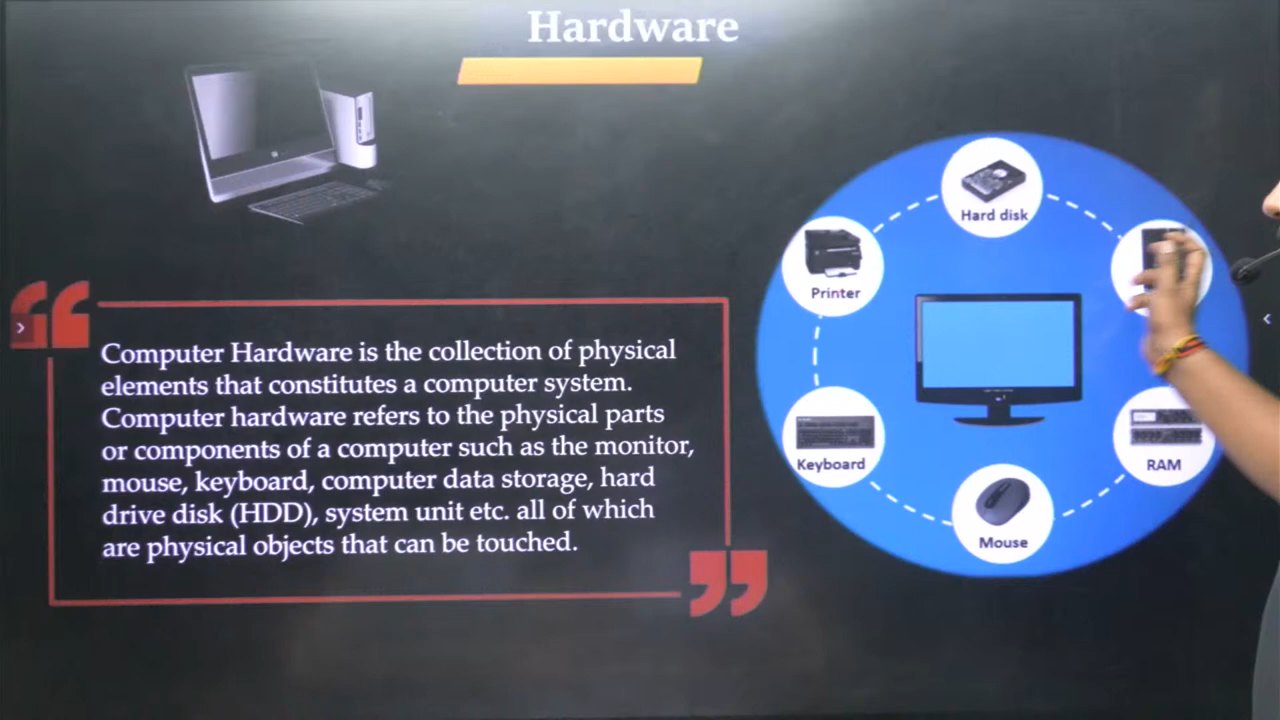 Hardware
Computer Hardware is the collection of physical
elements that constitutes a computer system.
Computer hardware refers to the physical parts
or components of a computer such as the monitor,
mouse, keyboard, computer data storage, hard
drive disk (HDD), system unit etc. all of which
are physical objects that can be touched.
Hard disk
Printer
Keyboard
RAM
Mouse